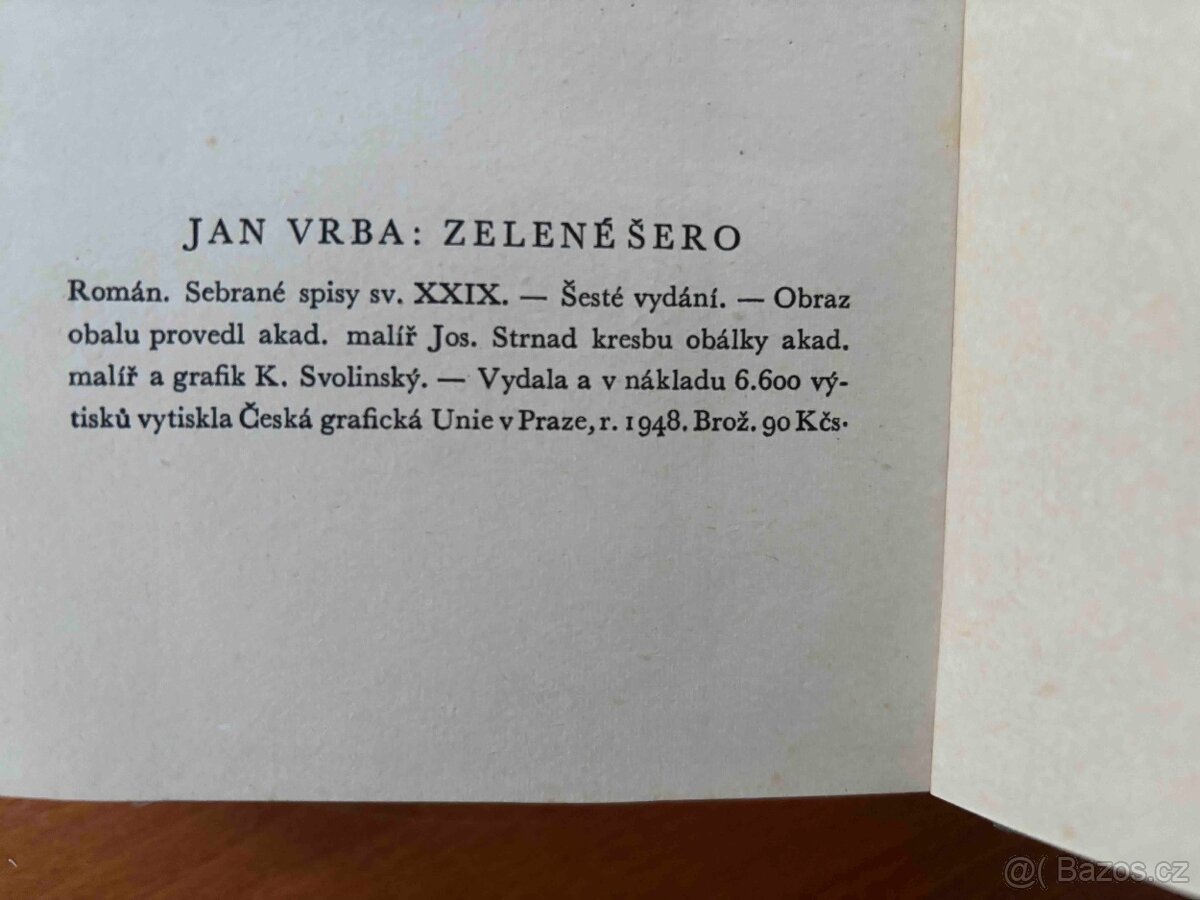 JAN VRBA: ZELENÉ ŠERO
Román. Sebrané spisy sv. XXIX. — Šesté vydání. — Obraz
obalu provedl akad. malíř Jos. Strnad kresbu obálky akad.
malíř a grafik K. Svolinský. — Vydala a v nákladu 6.600 vý-
tisků vytiskla Česká grafická Unie v Praze, r. 1948. Brož. 90 Kčs.
@( Bazos.cz